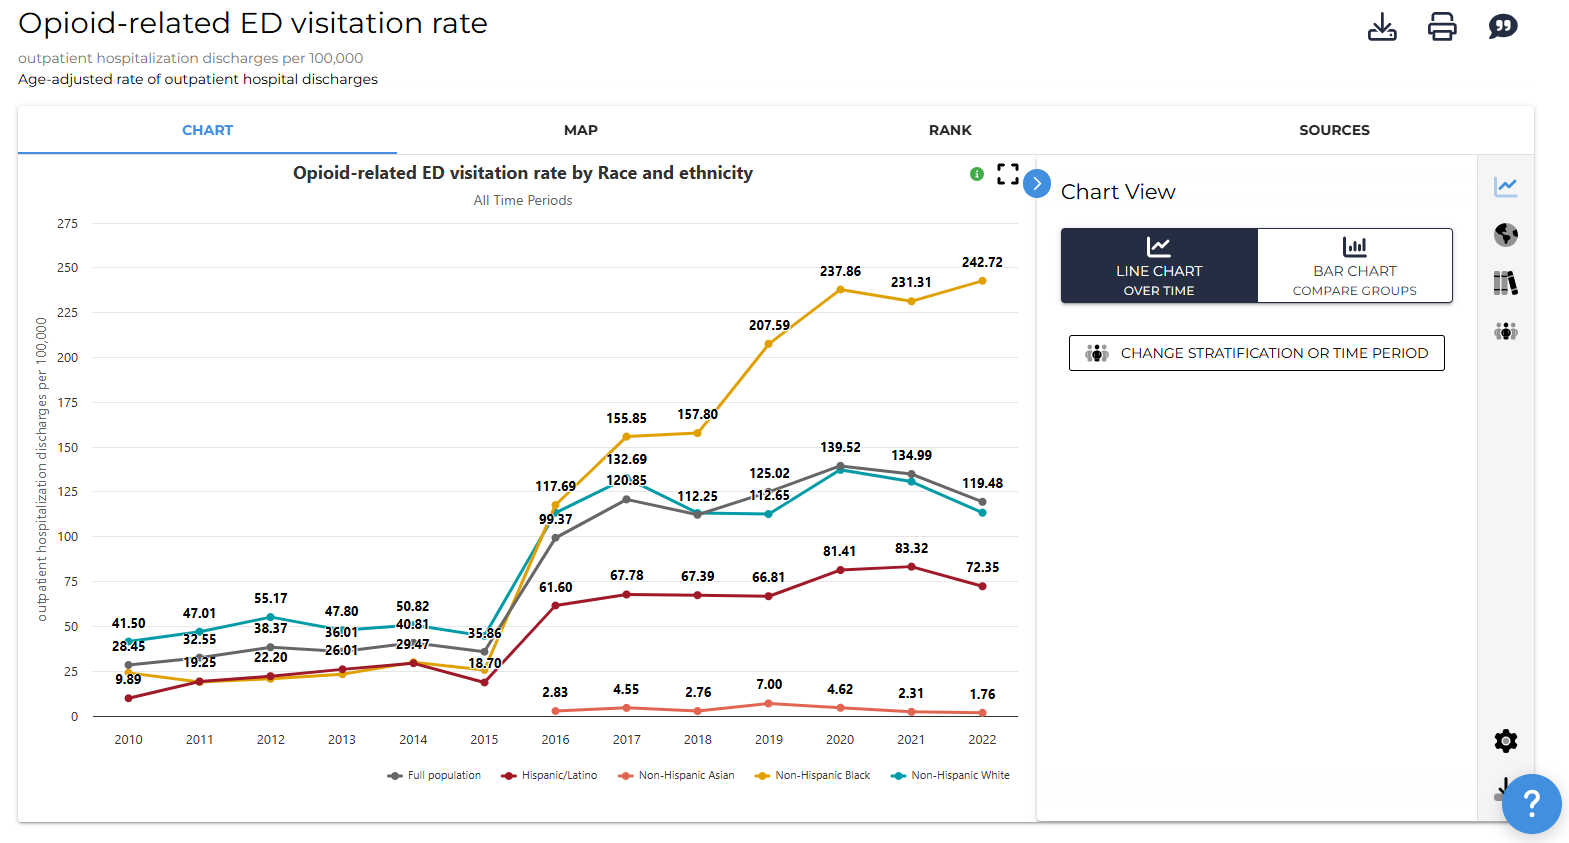 Opioid-related ED visitation rate
outpatient hospitalization discharges per 100,000
Age-adjusted rate of outpatient hospital discharges
CHART
MAP
RANK
SOURCES
Opioid-related ED visitation rate by Race and ethnicity
All Time Periods
outpatient hospitalization discharges per 100,000
275
250
225
200
175
150
125
100
75
50
25
0
242.72
237.86
231.31
207.59
155.85
157.80
132.69
120.85
117.69
99.37
112.25
125.02
112.65
139.52
134.99
119.48
61.60
67.78
67.39
66.81
81.41
83.32
72.35
41.50
47.01
55.17
47.80
50.82
28.45
32.55
38.37
36.01
40.81
35.86
9.89
19.25
22.20
26.01
29.47
18.70
2.83
4.55
2.76
7.00
4.62
2.31
1.76
2010 2011 2012 2013 2014 2015 2016 2017 2018 2019 2020 2021 2022
Full population
Hispanic/Latino
Non-Hispanic Asian
Non-Hispanic Black
Non-Hispanic White
Chart View
LINE CHART
OVER TIME
BAR CHART
COMPARE GROUPS
CHANGE STRATIFICATION OR TIME PERIOD
?